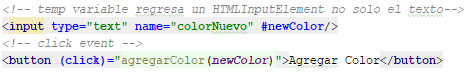 <!-- temp variable regresa un HTMLInputElement no solo el texto-->
<input type="text" name="colorNuevo" #newColor/>
<!-- click event -->
<button (click)="agregarColor(newColor)">Agregar Color</button>